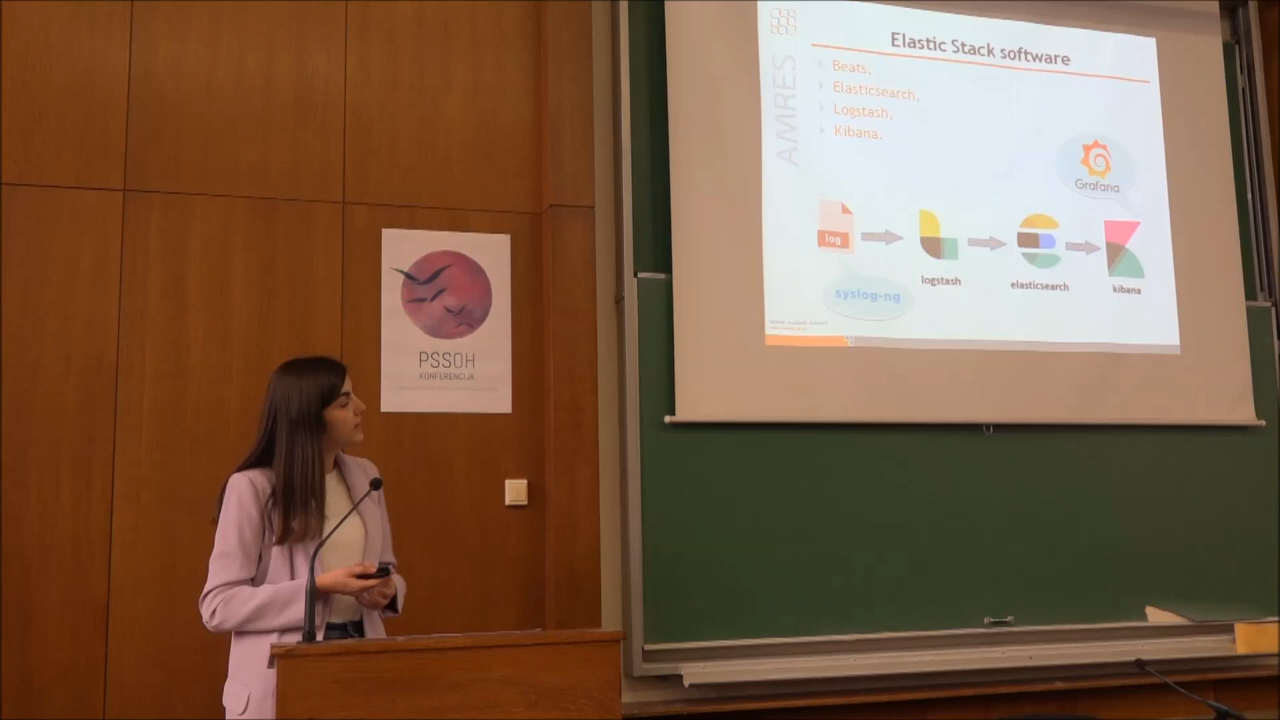 PSSOH
KONFERENCIJA
AMRES
Elastic Stack software
Beats,
Elasticsearch,
Logstash,
Kibana.
Grafana
log
logstash
elasticsearch
kibana
syslog-ng